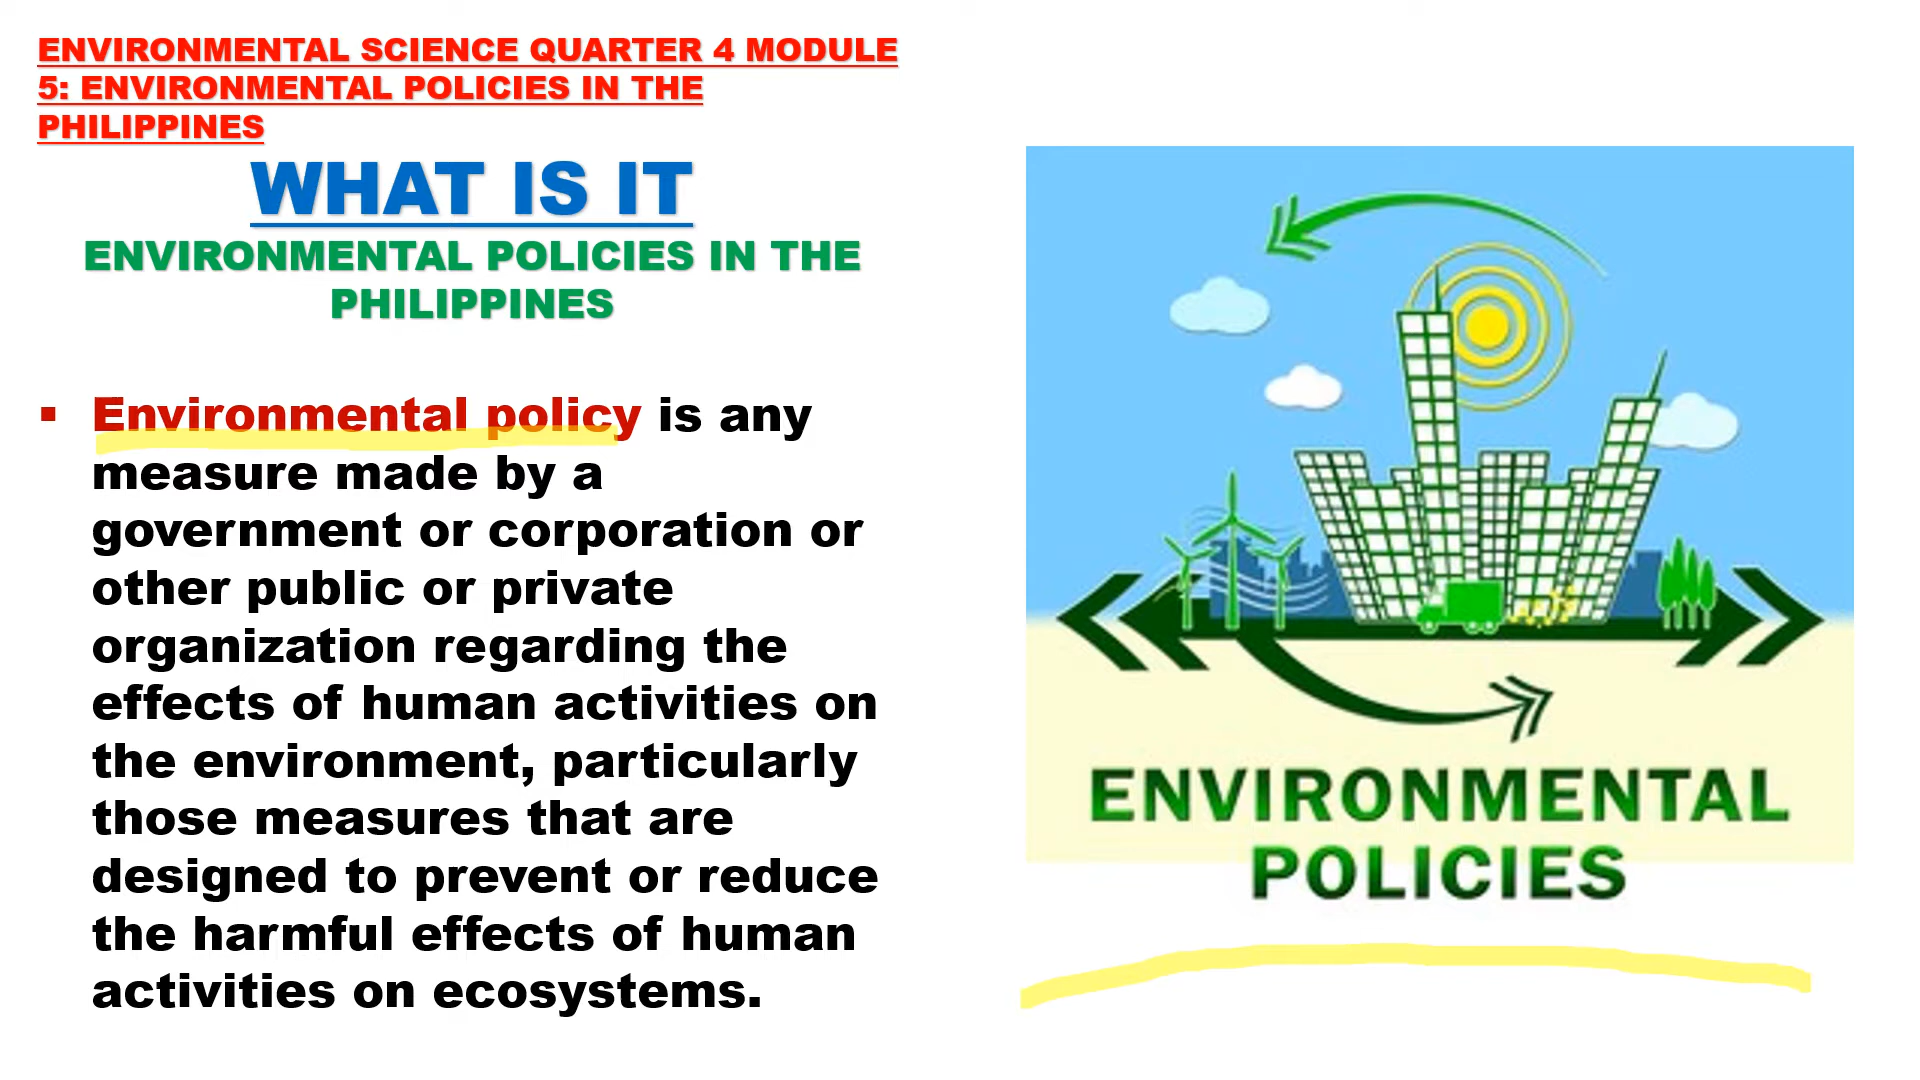 ENVIRONMENTAL SCIENCE QUARTER 4 MODULE
5: ENVIRONMENTAL POLICIES IN THE
PHILIPPINES
WHAT IS IT
ENVIRONMENTAL POLICIES IN THE
PHILIPPINES
▪ Environmental policy is any
measure made by a
government or corporation or
other public or private
organization regarding the
effects of human activities on
the environment, particularly
those measures that are
designed to prevent or reduce
the harmful effects of human
activities on ecosystems.
ENVIRONMENTAL
POLICIES